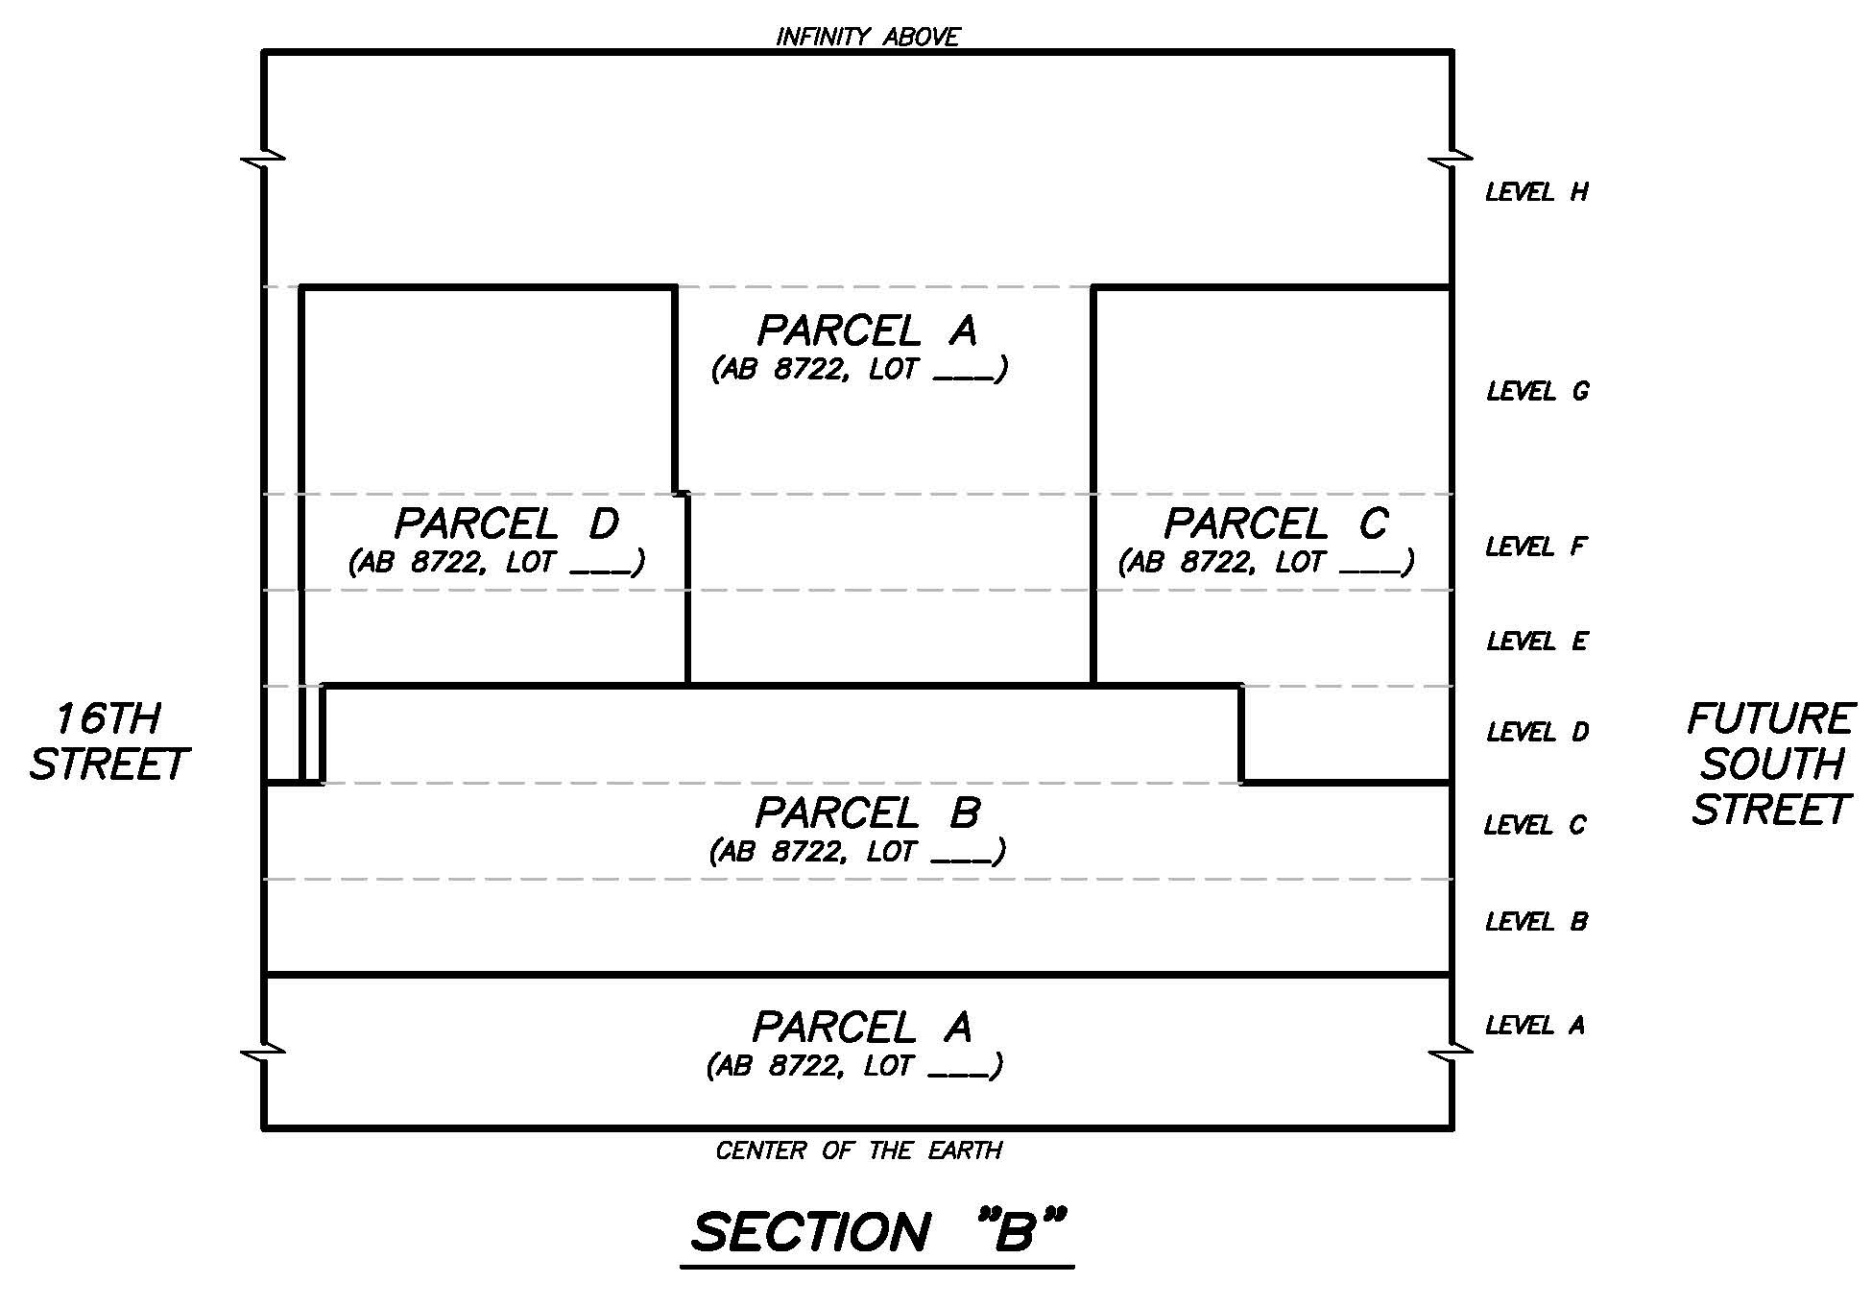 INFINITY ABOVE
LEVEL H
PARCEL A
(AB 8722, LOT ___)
LEVEL G
PARCEL D
(AB 8722, LOT ___)
PARCEL C
(AB 8722, LOT ___)
LEVEL F
LEVEL E
16TH
STREET
LEVEL D
FUTURE
SOUTH
STREET
PARCEL B
(AB 8722, LOT ___)
LEVEL C
LEVEL B
PARCEL A
(AB 8722, LOT ___)
LEVEL A
CENTER OF THE EARTH
SECTION "B"